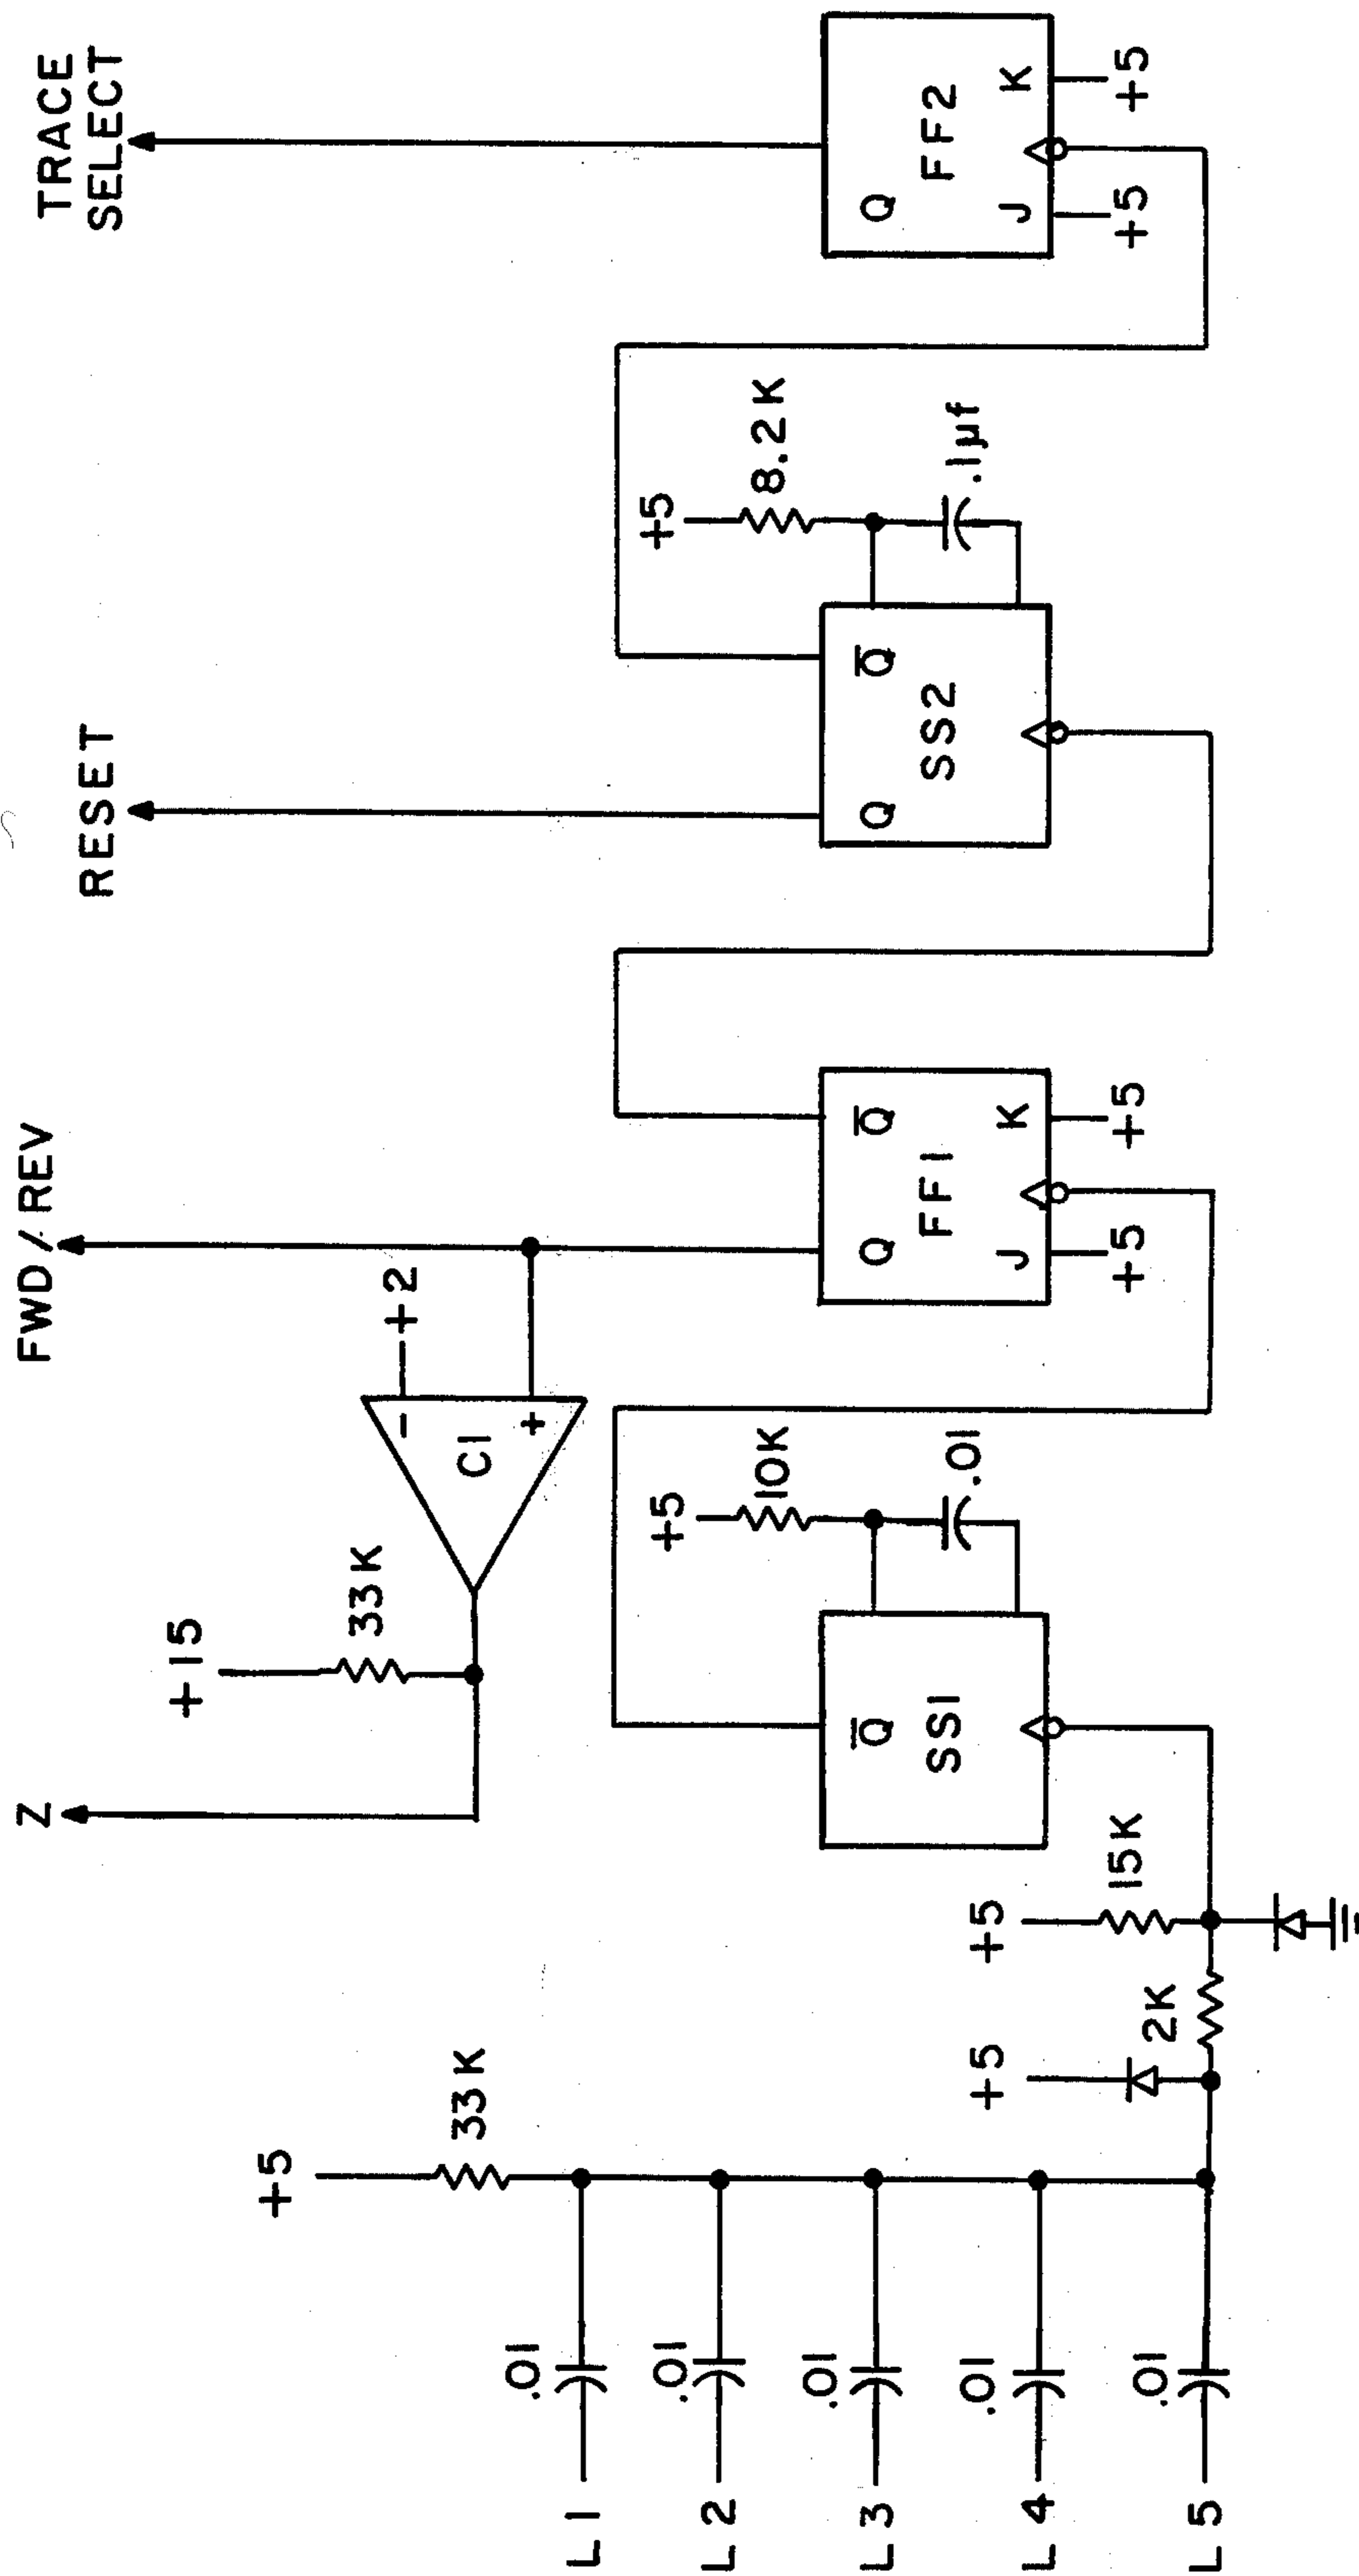 Z
FWD/REV
RESET
TRACE
SELECT
+15
33K
+2
-
C1
+
+5
33K
.01
L1
.01
L2
.01
L3
.01
L4
.01
L5
+5
2K
+5
15K
Q̅
SS1
+5
10K
.01
Q
Q̅
FF1
J
K
+5
+5
Q
Q̅
SS2
+5
8.2K
.1µf
Q
FF2
J
K
+5
+5